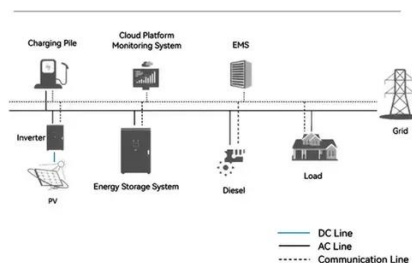 Charging Pile
Cloud Platform
Monitoring System
EMS
Grid
Inverter
PV
Energy Storage System
Diesel
Load
DC Line
AC Line
Communication Line